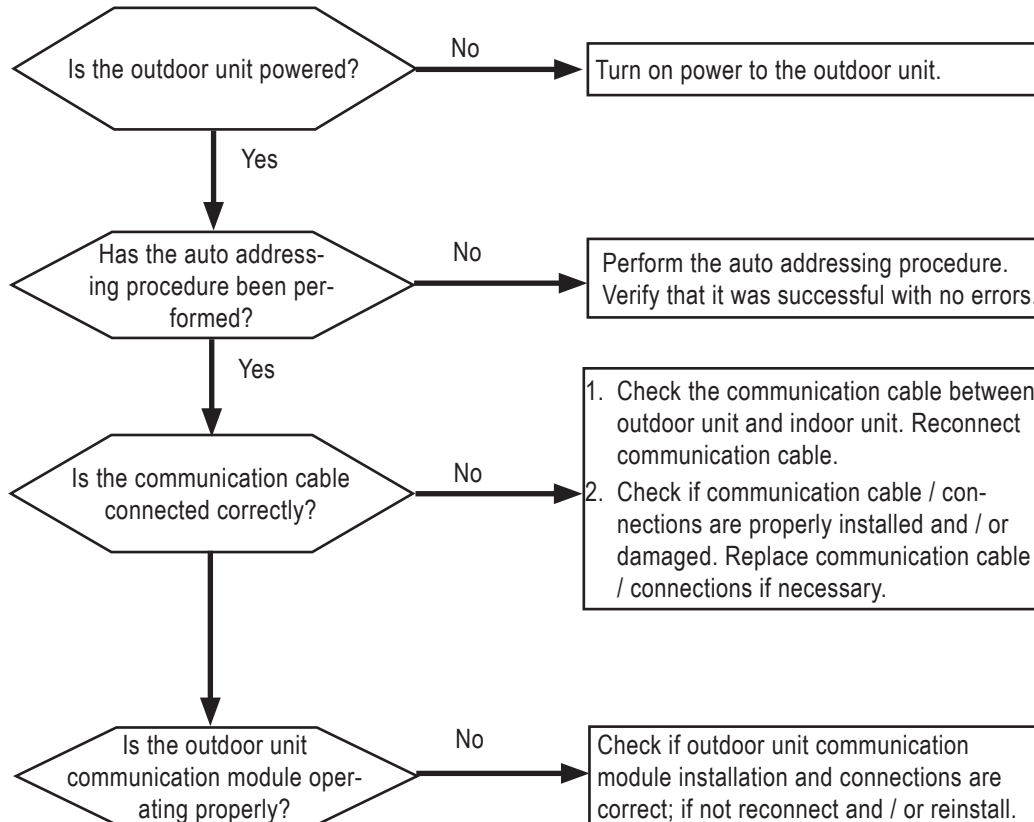 Is the outdoor unit powered?
No
Turn on power to the outdoor unit.
Yes
Has the auto address-
ing procedure been per-
formed?
No
Perform the auto addressing procedure.
Verify that it was successful with no errors.
Yes
Is the communication cable
connected correctly?
No
1. Check the communication cable between
outdoor unit and indoor unit. Reconnect
communication cable.
2. Check if communication cable / con-
nections are properly installed and / or
damaged. Replace communication cable
/ connections if necessary.
Is the outdoor unit
communication module oper-
ating properly?
No
Check if outdoor unit communication
module installation and connections are
correct; if not reconnect and / or reinstall.